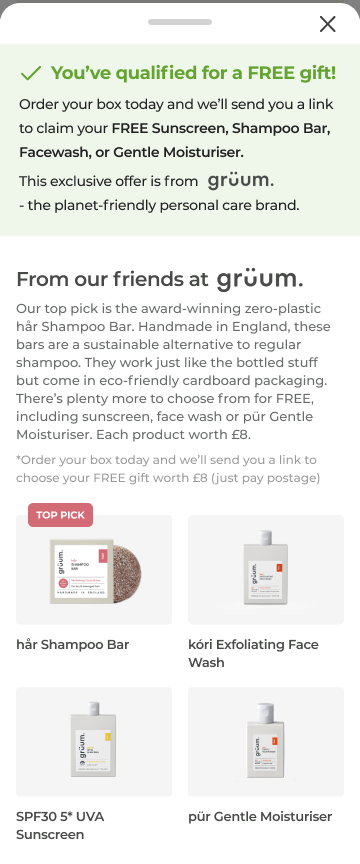 You've qualified for a FREE gift!
Order your box today and we'll send you a link
to claim your FREE Sunscreen, Shampoo Bar,
Facewash, or Gentle Moisturiser.
This exclusive offer is from grüum.
- the planet-friendly personal care brand.
From our friends at grüum.
Our top pick is the award-winning zero-plastic
hår Shampoo Bar. Handmade in England, these
bars are a sustainable alternative to regular
shampoo. They work just like the bottled stuff
but come in eco-friendly cardboard packaging.
There's plenty more to choose from for FREE,
including sunscreen, face wash or pür Gentle
Moisturiser. Each product worth £8.
*Order your box today and we'll send you a link to
choose your FREE gift worth £8 (just pay postage)
TOP PICK
grüum.
SHAMPOO
BAR
HANDMADE IN ENGLAND
grüum.
hår Shampoo Bar
kóri Exfoliating Face
Wash
grüum.
grüum.
SPF30 5* UVA
Sunscreen
pür Gentle Moisturiser